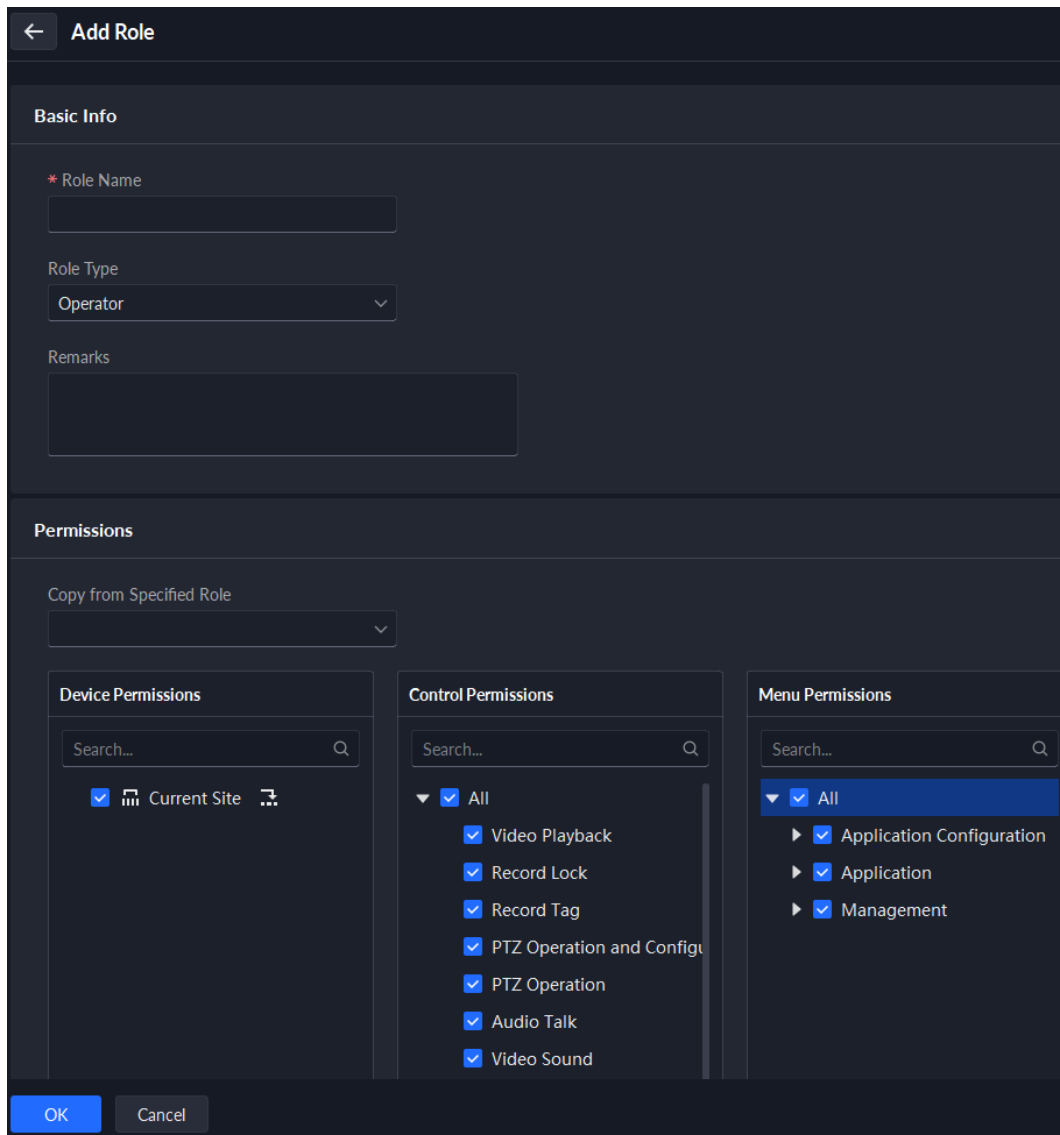 Add Role
Basic Info
* Role Name
Role Type
Operator
Remarks
Permissions
Copy from Specified Role
Device Permissions
Search...
Current Site
Control Permissions
Search...
All
Video Playback
Record Lock
Record Tag
PTZ Operation and Configu
PTZ Operation
Audio Talk
Video Sound
Menu Permissions
Search...
All
Application Configuration
Application
Management
OK
Cancel